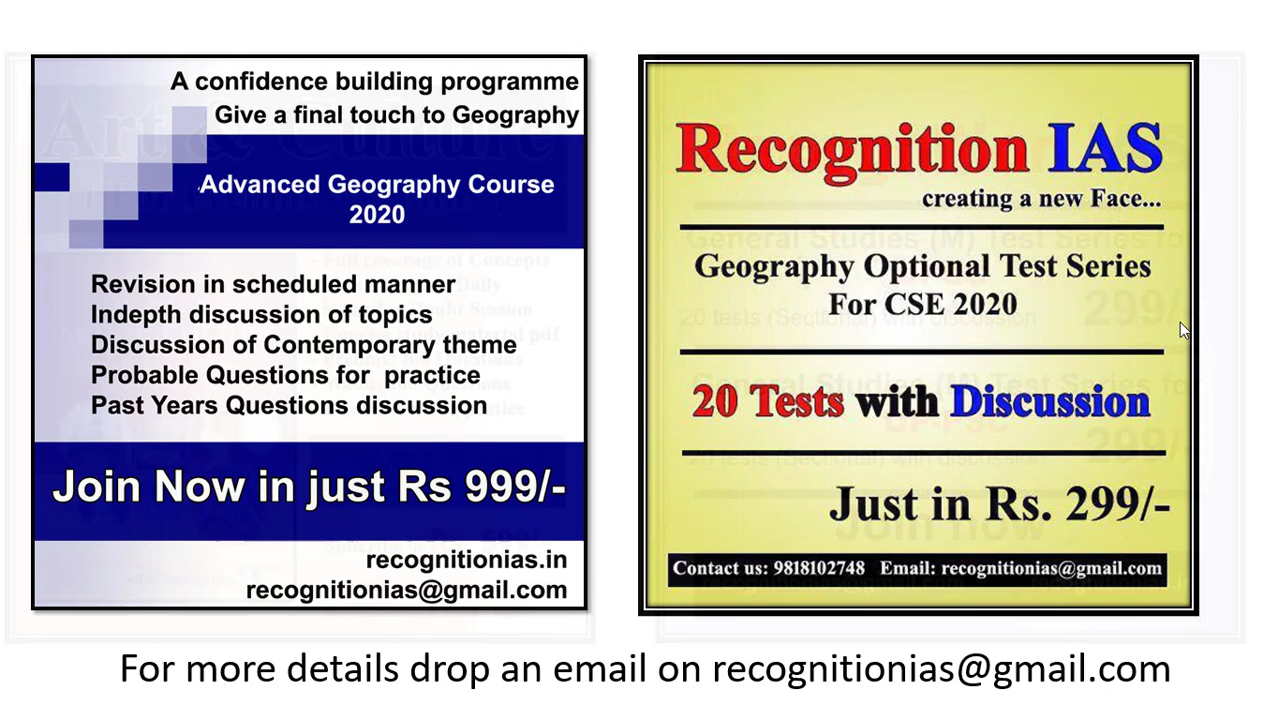 A confidence building programme
Give a final touch to Geography
Advanced Geography Course
2020
Revision in scheduled manner
Indepth discussion of topics
Discussion of Contemporary theme
Probable Questions for practice
Past Years Questions discussion
Join Now in just Rs 999/-
recognitionias.in
recognitionias@gmail.com
Recognition IAS
creating a new Face...
Geography Optional Test Series
For CSE 2020
20 Tests with Discussion
Just in Rs. 299/-
Contact us: 9818102748 Email: recognitionias@gmail.com
For more details drop an email on recognitionias@gmail.com